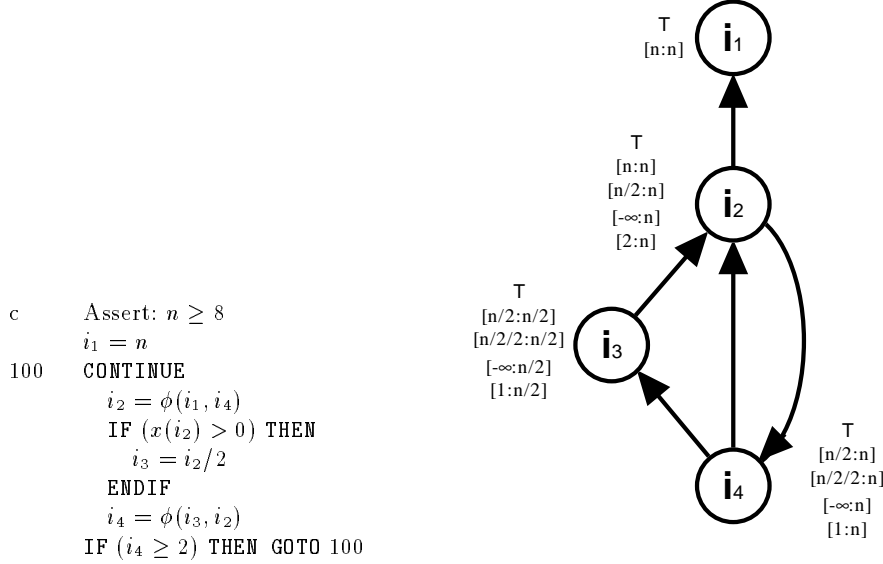 c Assert: n ≥ 8
i₁ = n
100 CONTINUE
i₂ = ϕ(i₁, i₄)
IF (x(i₂) > 0) THEN
i₃ = i₂/2
ENDIF
i₄ = ϕ(i₃, i₂)
IF (i₄ ≥ 2) THEN GOTO 100
T
[n:n]
i₁
T
[n:n]
[n/2:n]
[-∞:n]
[2:n]
i₂
T
[n/2:n/2]
[n/2/2:n/2]
[-∞:n/2]
[1:n/2]
i₃
T
[n/2:n]
[n/2/2:n]
[-∞:n]
[1:n]
i₄